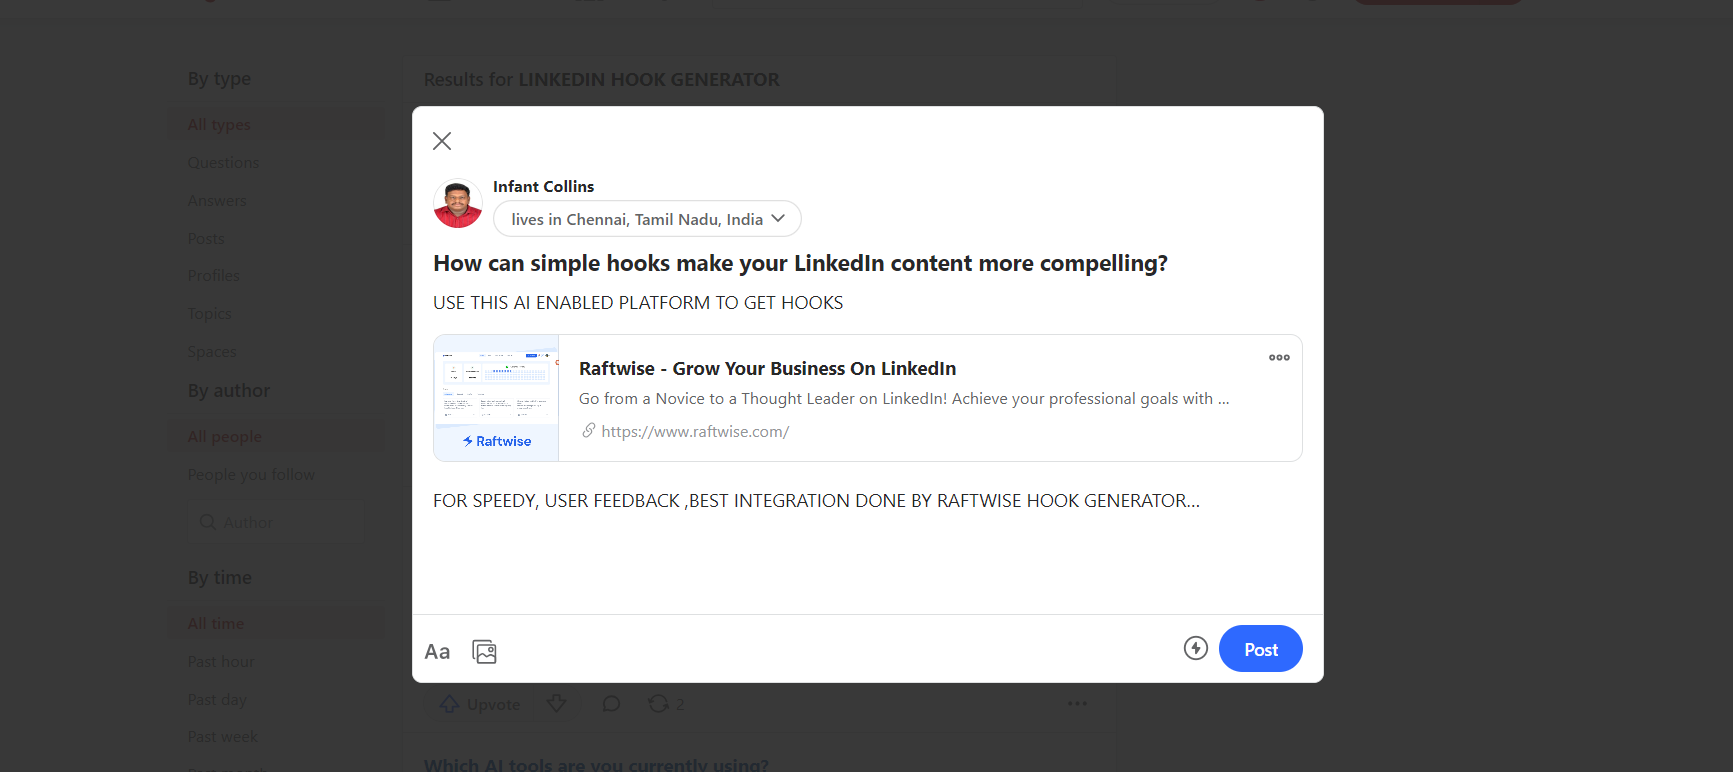 By type
Results for LINKEDIN HOOK GENERATOR
All types
Questions
Answers
Posts
Profiles
Topics
Spaces
By author
All people
People you follow
Author
By time
All time
Past hour
Past day
Past week
Infant Collins
lives in Chennai, Tamil Nadu, India
How can simple hooks make your LinkedIn content more compelling?
USE THIS AI ENABLED PLATFORM TO GET HOOKS
Raftwise
Raftwise - Grow Your Business On LinkedIn
Go from a Novice to a Thought Leader on LinkedIn! Achieve your professional goals with ...
https://www.raftwise.com/
FOR SPEEDY, USER FEEDBACK ,BEST INTEGRATION DONE BY RAFTWISE HOOK GENERATOR...
Aa
Post
Upvote
2
Which AI tools are you currently using?